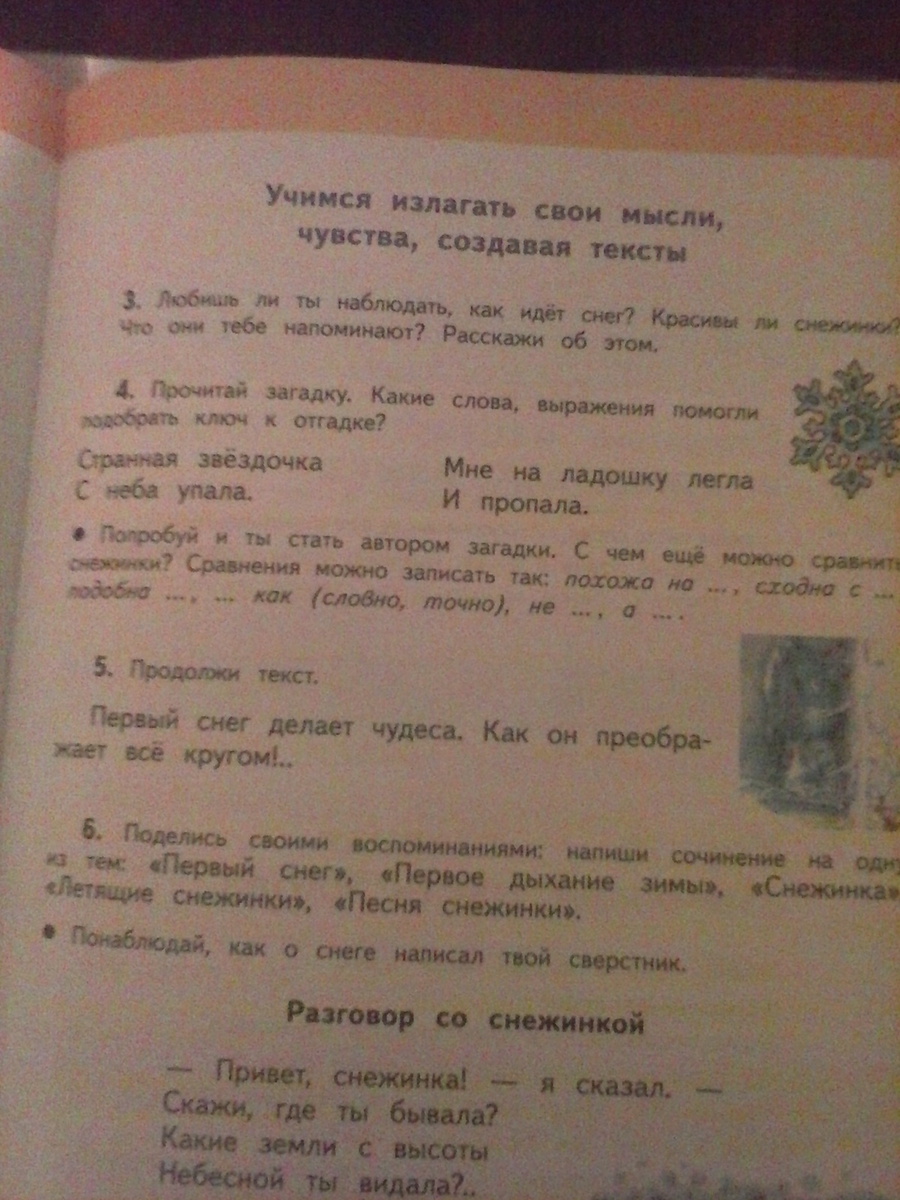 Учимся излагать свои мысли,
чувства, создавая тексты
3. Любишь ли ты наблюдать, как идёт снег? Красивы ли снежинки?
Что они тебе напоминают? Расскажи об этом.
4. Прочитай загадку. Какие слова, выражения помогли
подобрать ключ к отгадке?
Странная звёздочка
С неба упала.
Мне на ладошку легла
И пропала.
• Попробуй и ты стать автором загадки. С чем ещё можно сравнить
снежинки? Сравнения можно записать так: похожа на ..., сходна с ...
подобна ..., ... как (словно, точно), не ..., а ... .
5. Продолжи текст.
Первый снег делает чудеса. Как он преобра-
жает всё кругом!..
6. Поделись своими воспоминаниями: напиши сочинение на одну
из тем: «Первый снег», «Первое дыхание зимы», «Снежинка»
«Летящие снежинки», «Песня снежинки».
• Понаблюдай, как о снеге написал твой сверстник.
Разговор со снежинкой
— Привет, снежинка! — я сказал. —
Скажи, где ты бывала?
Какие земли с высоты
Небесной ты видала?..